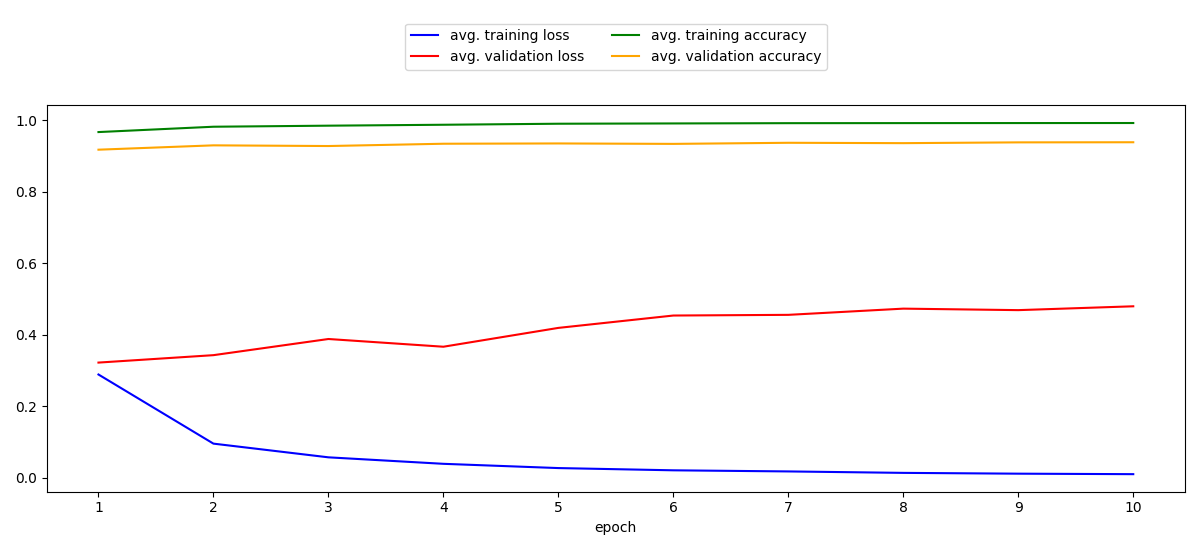 avg. training loss
avg. validation loss
avg. training accuracy
avg. validation accuracy
1.0
0.8
0.6
0.4
0.2
0.0
1 2 3 4 5 6 7 8 9 10
epoch